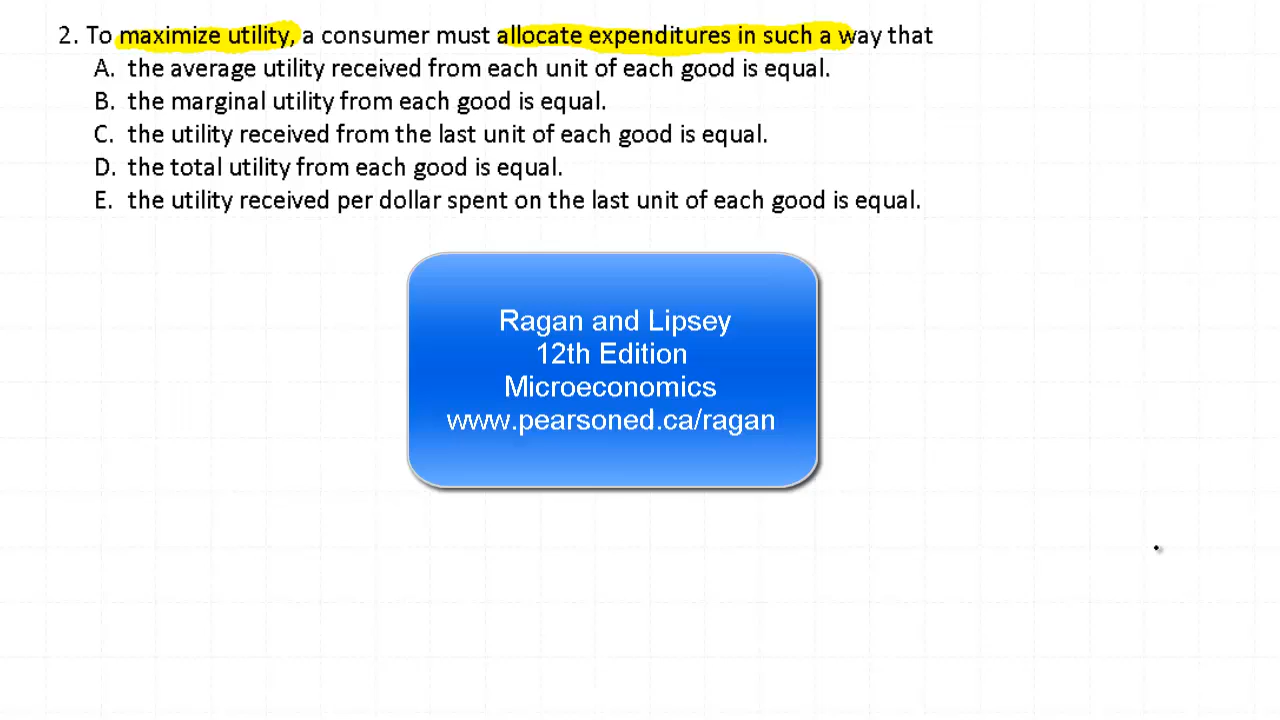 2. To maximize utility, a consumer must allocate expenditures in such a way that
A. the average utility received from each unit of each good is equal.
B. the marginal utility from each good is equal.
C. the utility received from the last unit of each good is equal.
D. the total utility from each good is equal.
E. the utility received per dollar spent on the last unit of each good is equal.
Ragan and Lipsey
12th Edition
Microeconomics
www.pearsoned.ca/ragan